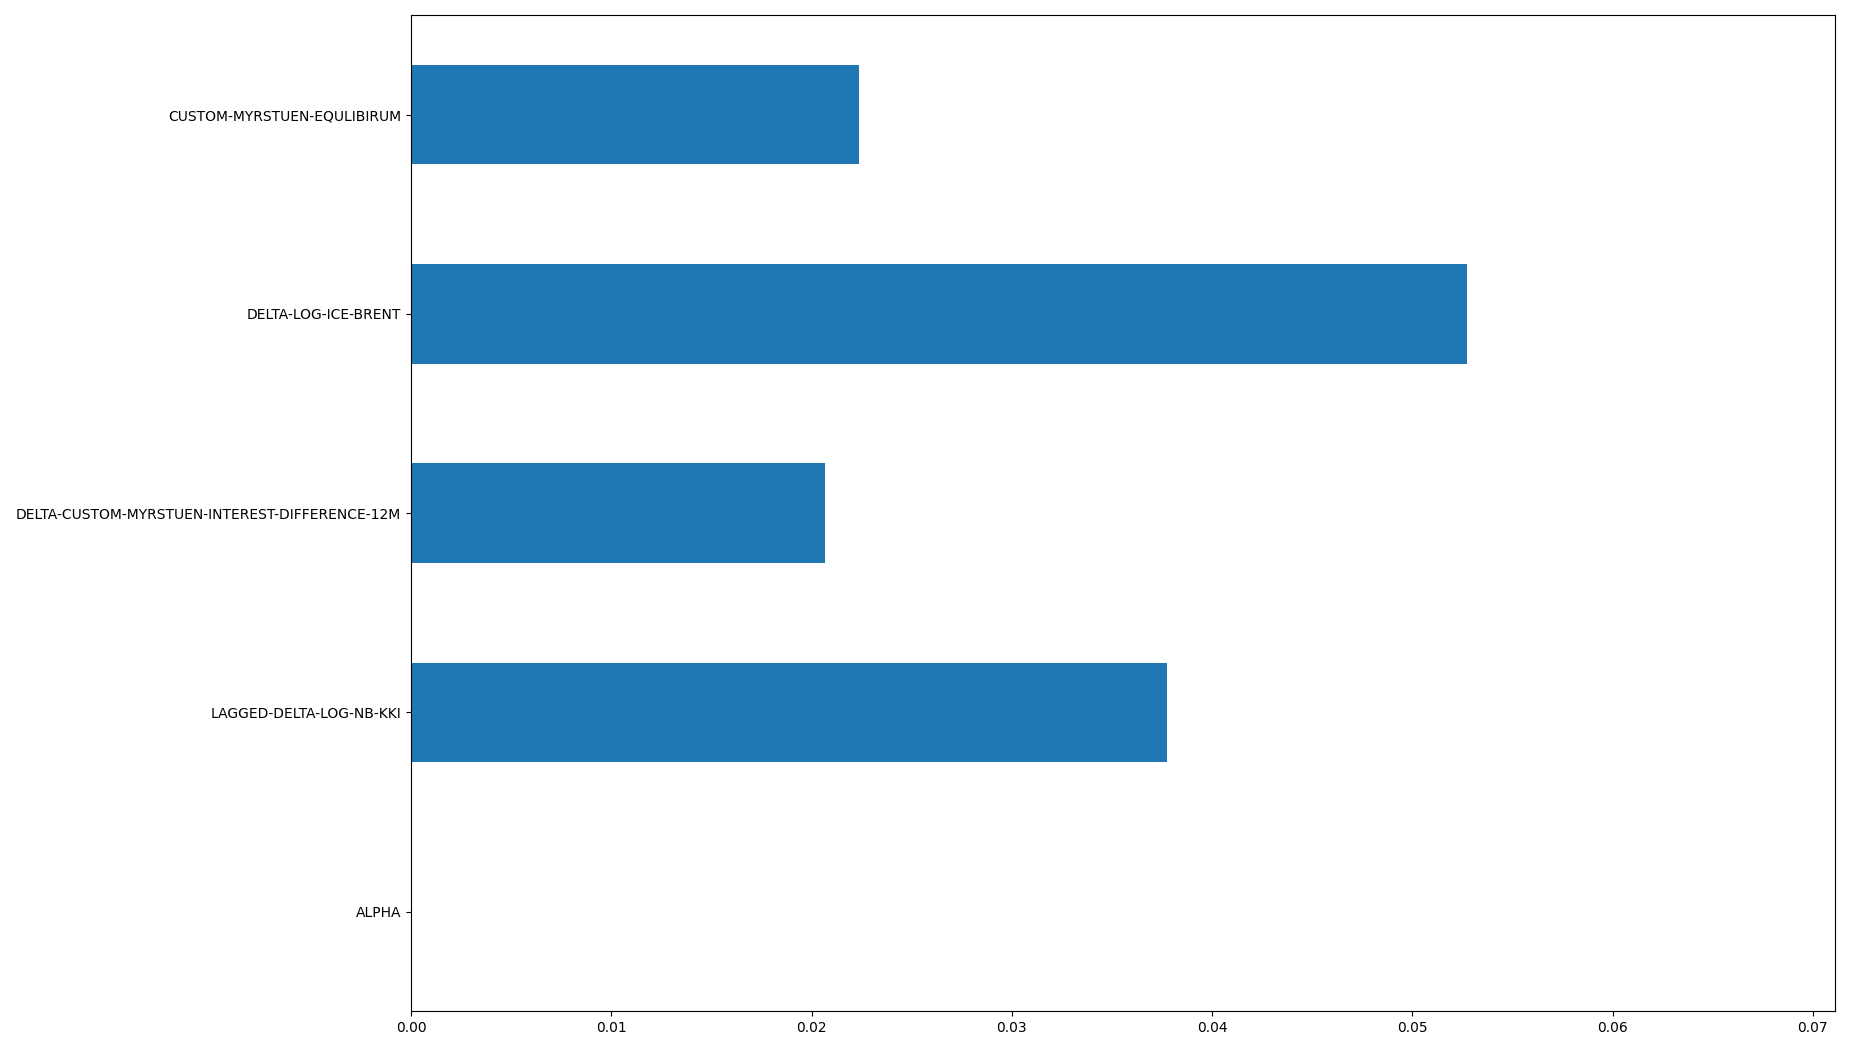 CUSTOM-MYRSTUEN-EQULIBIRUM
DELTA-LOG-ICE-BRENT
DELTA-CUSTOM-MYRSTUEN-INTEREST-DIFFERENCE-12M
LAGGED-DELTA-LOG-NB-KKI
ALPHA
0.00 0.01 0.02 0.03 0.04 0.05 0.06 0.07